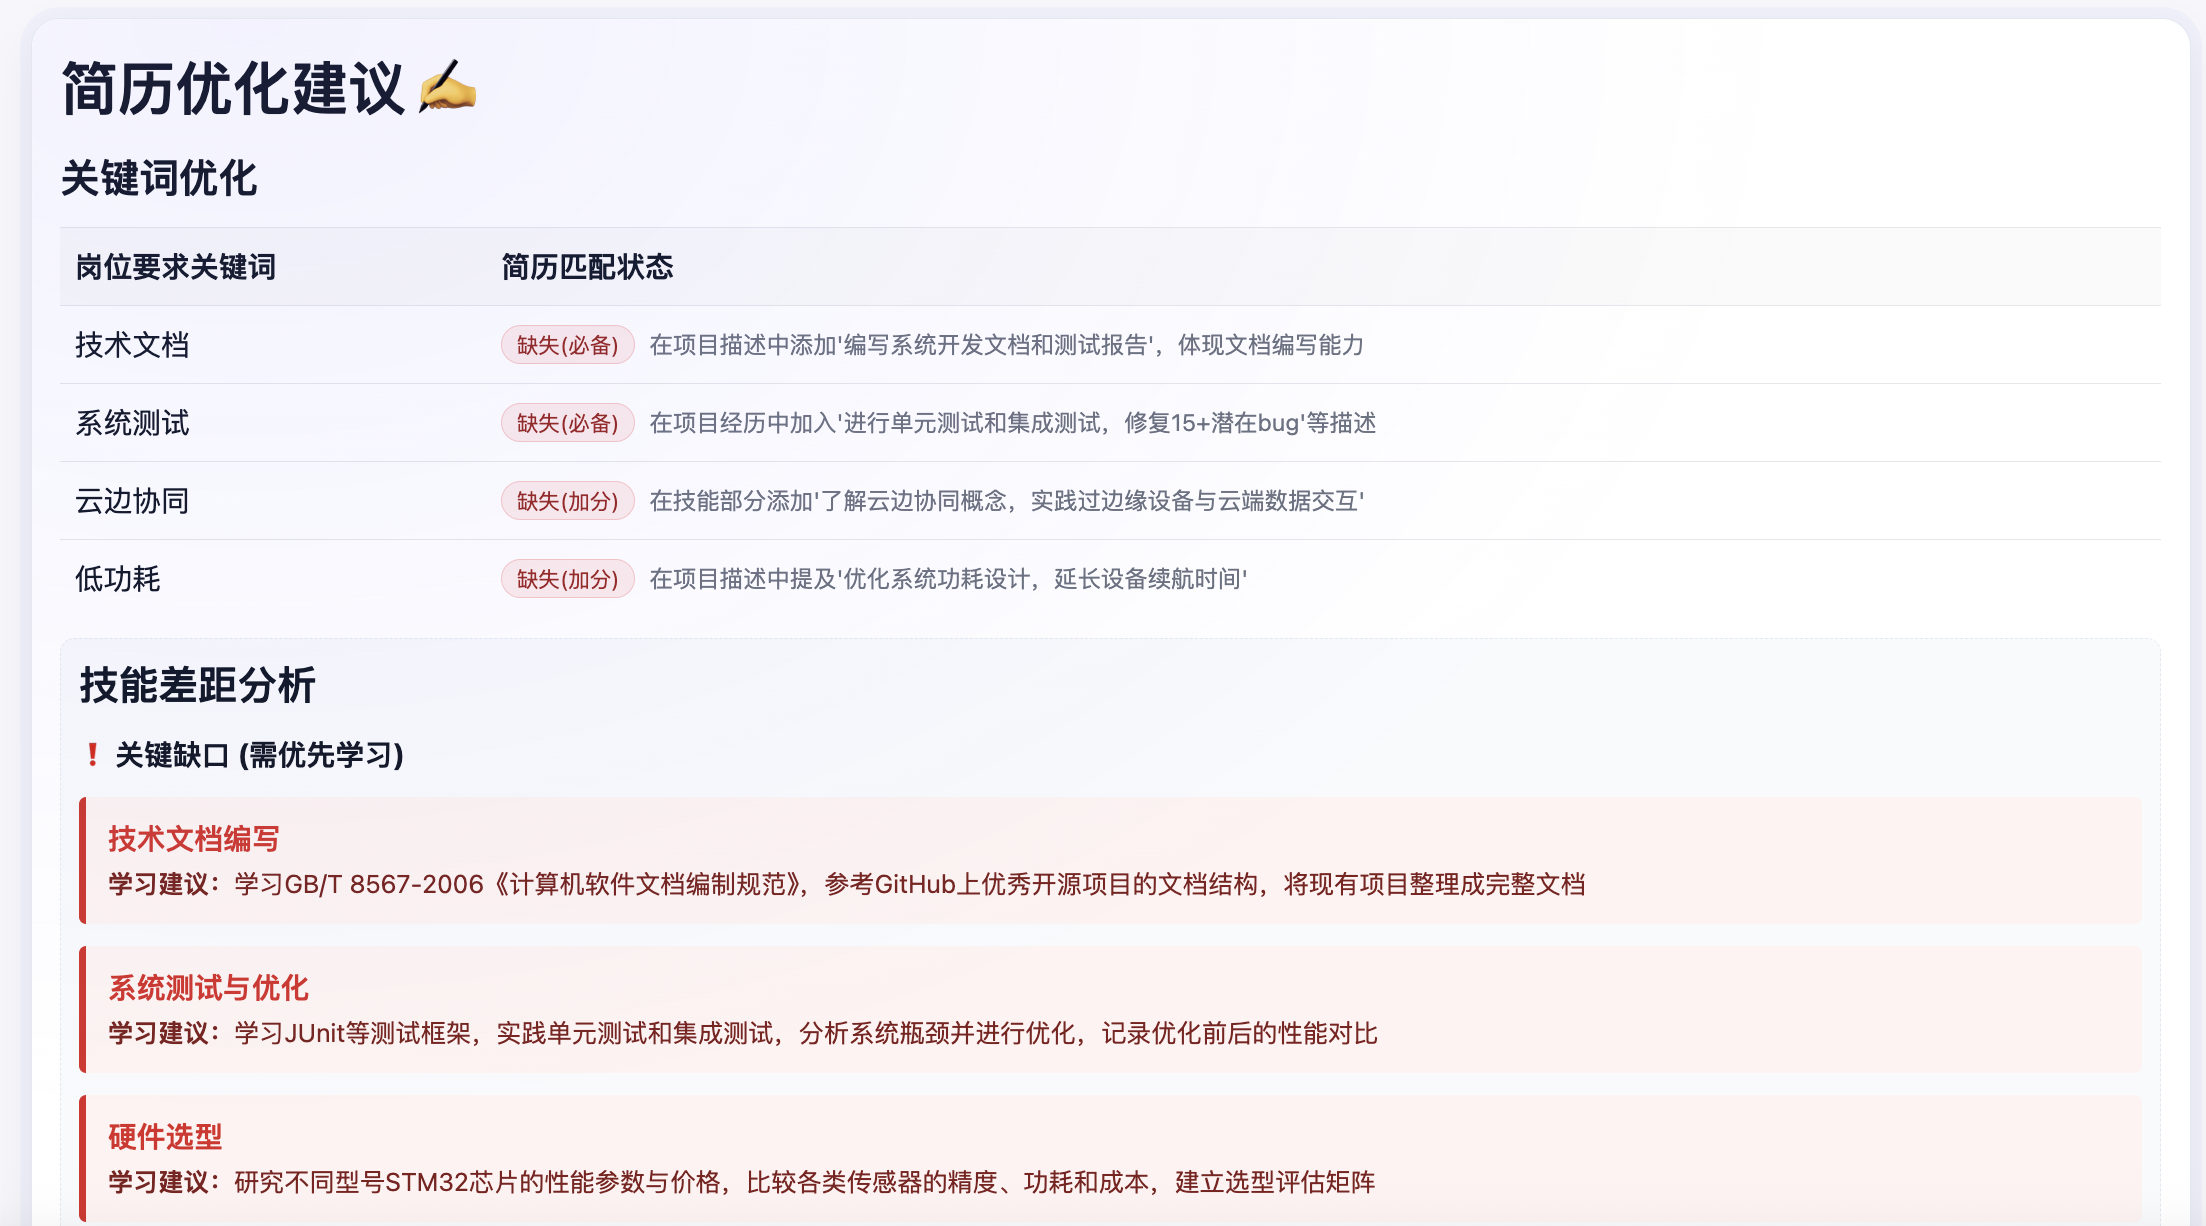 简历优化建议✍️
关键词优化
岗位要求关键词 简历匹配状态
技术文档 缺失(必备) 在项目描述中添加'编写系统开发文档和测试报告'，体现文档编写能力
系统测试 缺失(必备) 在项目经历中加入'进行单元测试和集成测试，修复15+潜在bug'等描述
云边协同 缺失(加分) 在技能部分添加'了解云边协同概念，实践过边缘设备与云端数据交互'
低功耗 缺失(加分) 在项目描述中提及'优化系统功耗设计，延长设备续航时间'
技能差距分析
❗ 关键缺口 (需优先学习)
技术文档编写
学习建议：学习GB/T 8567-2006《计算机软件文档编制规范》，参考GitHub上优秀开源项目的文档结构，将现有项目整理成完整文档
系统测试与优化
学习建议：学习JUnit等测试框架，实践单元测试和集成测试，分析系统瓶颈并进行优化，记录优化前后的性能对比
硬件选型
学习建议：研究不同型号STM32芯片的性能参数与价格，比较各类传感器的精度、功耗和成本，建立选型评估矩阵